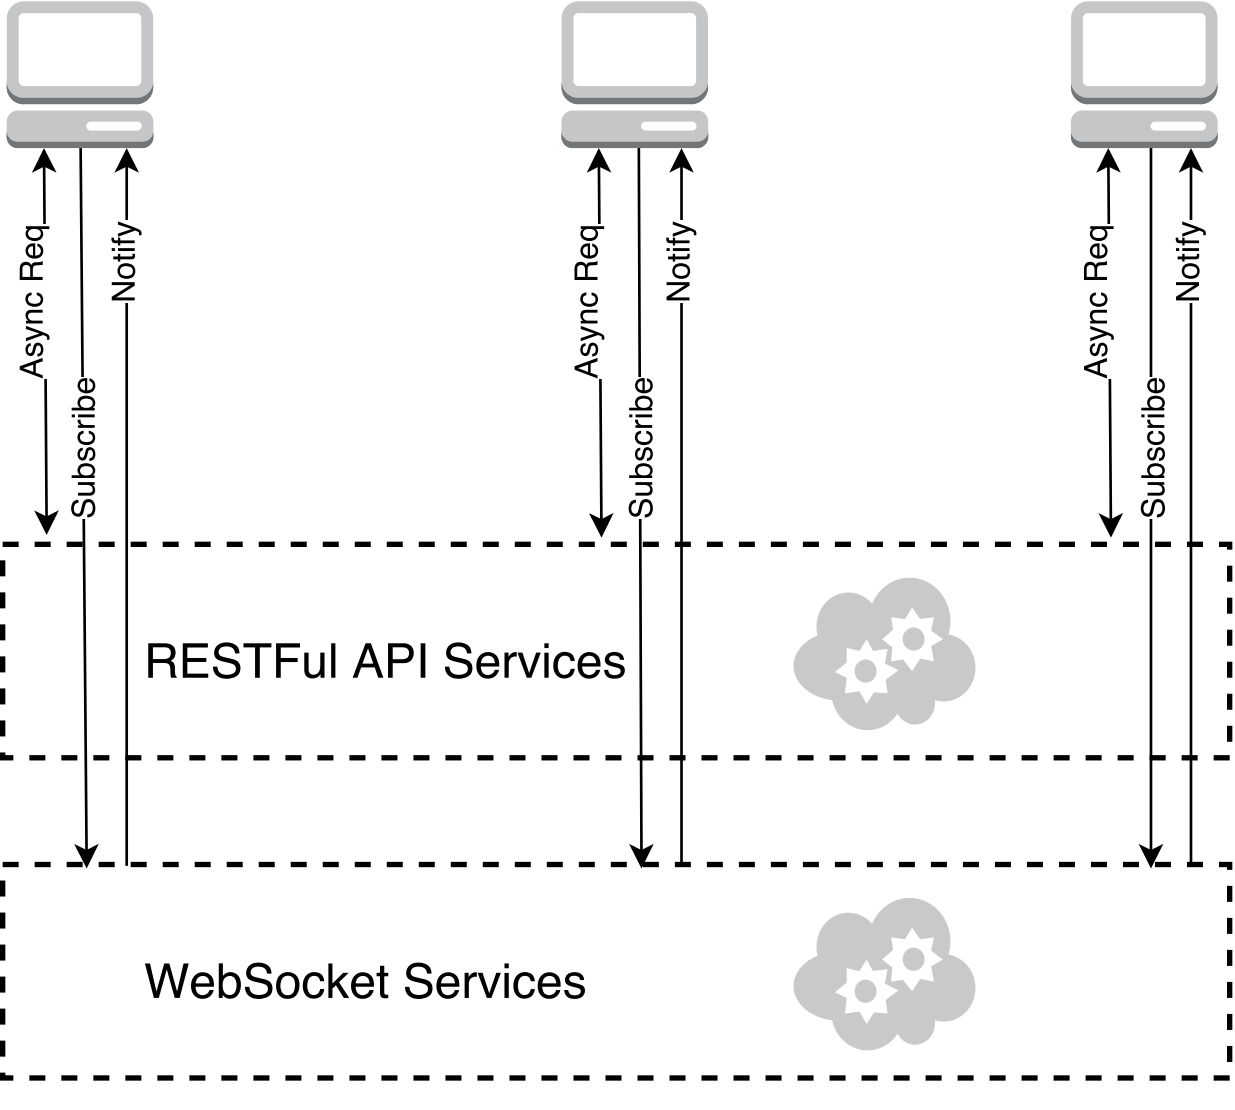 Async Req
Subscribe
Notify
Async Req
Subscribe
Notify
Async Req
Subscribe
Notify
RESTFul API Services
WebSocket Services